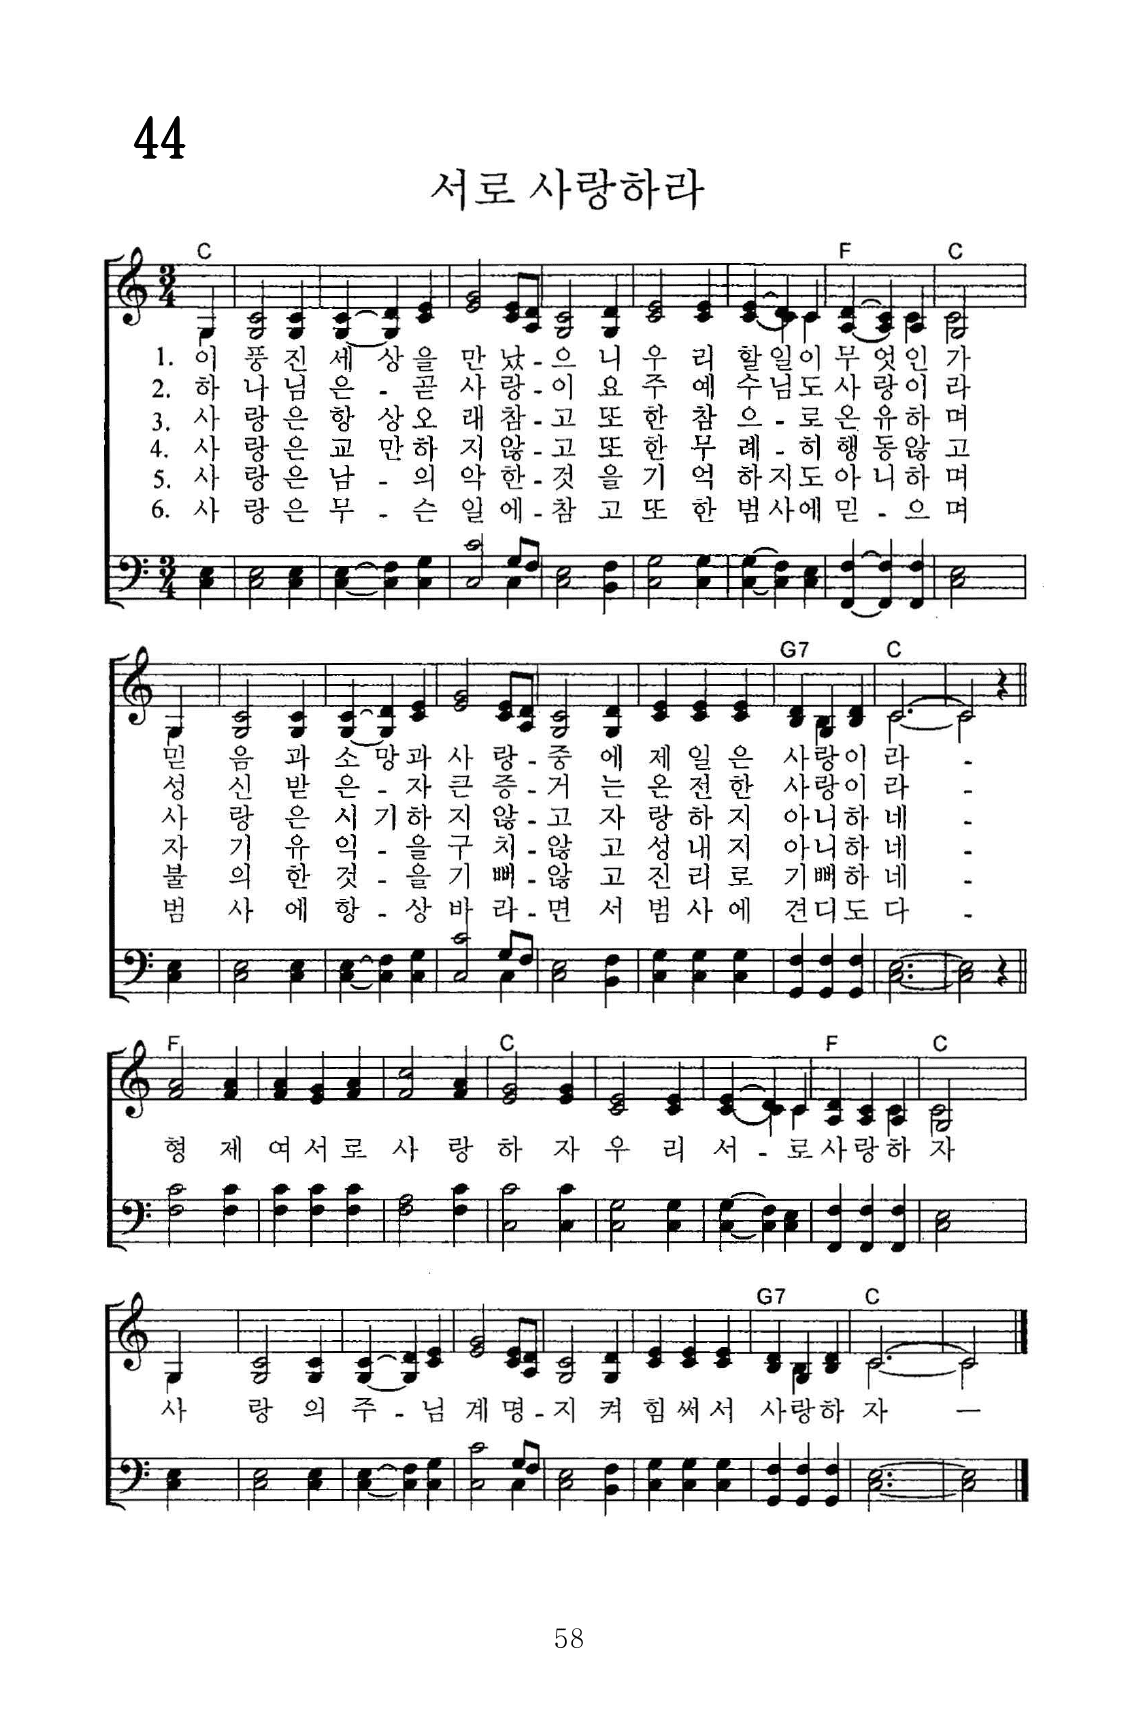 44
서로 사랑하라
C F C
3 4
1. 이 풍 진 세 상 을 만 났 - 으 니 우 리 할 일 이 무 엇 인 가
2. 하 나 님 은 - 곧 사 랑 - 이 요 주 예 수 님 도 사 랑 이 라
3. 사 랑 은 항 상 오 래 참 - 고 또 한 참 으 - 로 온 유 하 며
4. 사 랑 은 교 만 하 지 않 - 고 또 한 무 례 - 히 행 동 않 고
5. 사 랑 은 남 - 의 악 한 - 것 을 기 억 하 지 도 아 니 하 며
6. 사 랑 은 무 - 슨 일 에 - 참 고 또 한 범 사 에 믿 - 으 며
3 4
G7 C
믿 음 과 소 망 과 사 랑 - 중 에 제 일 은 사 랑 이 라 -
성 신 받 은 - 자 큰 증 - 거 는 온 전 한 사 랑 이 라 -
사 랑 은 시 기 하 지 않 - 고 자 랑 하 지 아 니 하 네 -
자 기 유 익 - 을 구 치 - 않 고 성 내 지 아 니 하 네 -
불 의 한 것 - 을 기 뻐 - 않 고 진 리 로 기 뻐 하 네 -
범 사 에 항 - 상 바 라 - 면 서 범 사 에 견 디 도 다 -
F C F C
형 제 여 서 로 사 랑 하 자 우 리 서 - 로 사 랑 하 자
G7 C
사 랑 의 주 - 님 계 명 - 지 켜 힘 써 서 사 랑 하 자 —
58